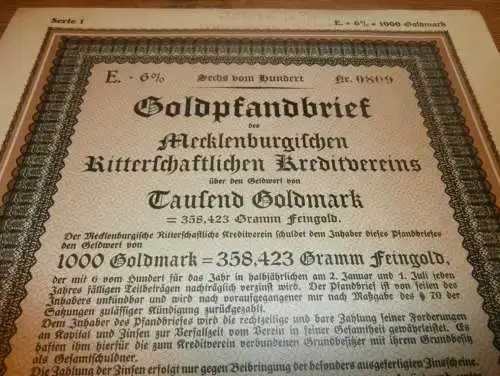 Serie 1
E. • 6% • 1000 Goldmark
E. • 6% Sechs vom Hundert Nr. 0869
Goldpfandbrief
des
Mecklenburgischen
Ritterschaftlichen Kreditvereins
über den Geldwert von
Tausend Goldmark
= 358,423 Gramm Feingold.
Der Mecklenburgische Ritterschaftliche Kreditverein schuldet dem Inhaber dieses Pfandbriefes
den Geldwert von
1000 Goldmark = 358,423 Gramm Feingold,
der mit 6 vom Hundert für das Jahr in halbjährlichen am 2. Januar und 1. Juli jeden
Jahres fälligen Teilbeträgen nachträglich verzinst wird. Der Pfandbrief ist von seiten des
Inhabers unkündbar und wird nach vorausgegangener nur nach Maßgabe des § 70 der
Satzungen zulässiger Kündigung zurückgezahlt.
Dem Inhaber des Pfandbriefes wird die rechtzeitige und bare Zahlung seiner Forderungen
an Kapital und Zinsen zur Verfallzeit vom Verein in seiner Gesamtheit gewährleistet. Es
haften ihm hierfür die zum Kreditverein verbundenen Grundbesitzer mit ihrem Grundbesitz
als Gesamtschuldner.
Die Zahlung der Zinsen erfolgt nur gegen Beibringung der besonders ausgefertigten Zinsscheine.